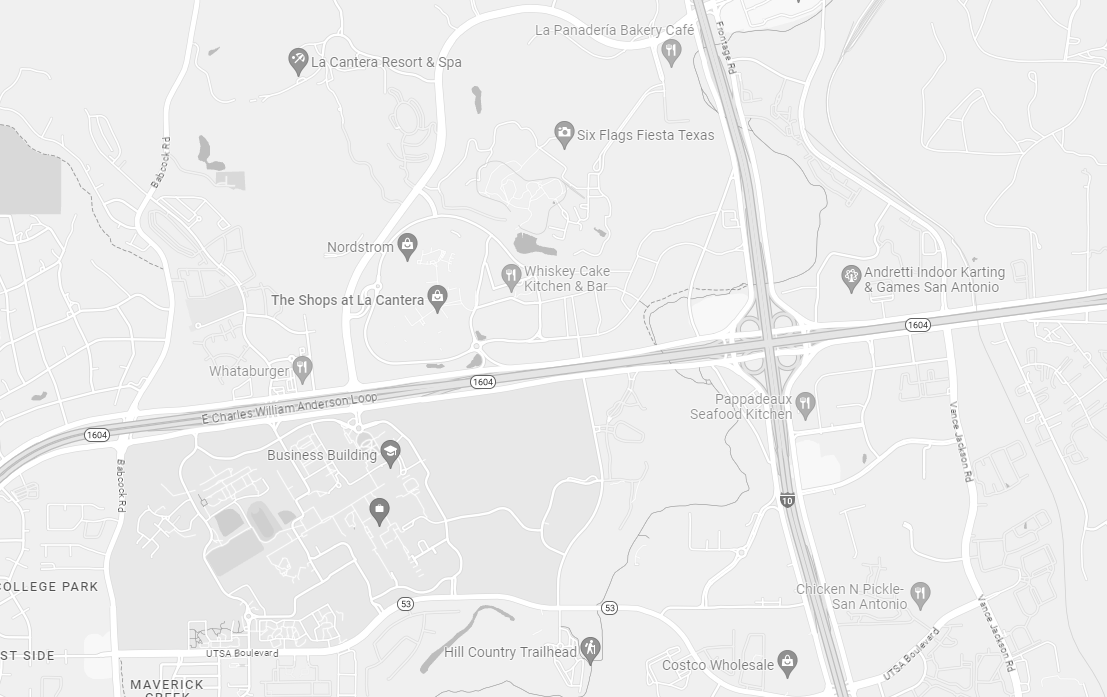 La Panadería Bakery Café
Frontage Rd
La Cantera Resort & Spa
Six Flags Fiesta Texas
Babcock Rd
Nordstrom
Whiskey Cake
Kitchen & Bar
Andretti Indoor Karting
& Games San Antonio
The Shops at La Cantera
1604
Whataburger
1604
E Charles William Anderson Loop
Pappadeaux
Seafood Kitchen
1604
Vance Jackson Rd
Business Building
Babcock Rd
10
COLLEGE PARK
Chicken N Pickle-
San Antonio
53
53
Vance Jackson Rd
UTSA Boulevard
Hill Country Trailhead
UTSA Boulevard
ST SIDE
Costco Wholesale
MAVERICK
CREEK